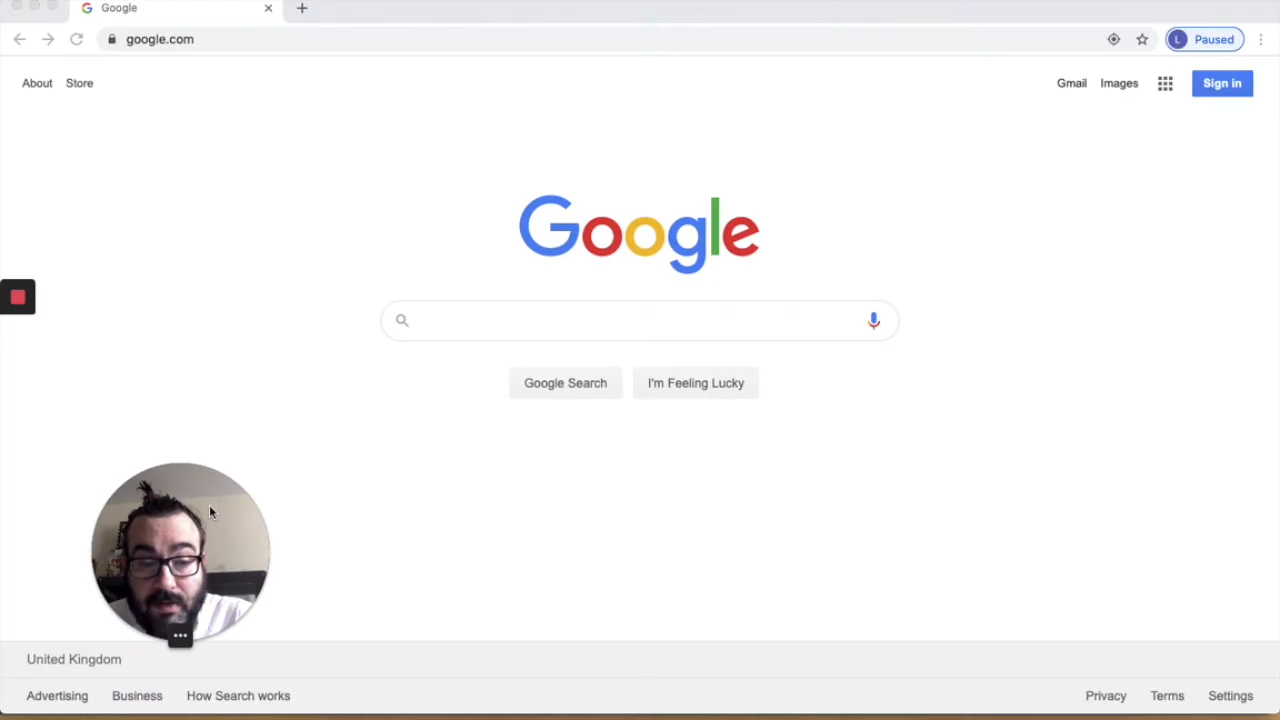 Google
google.com
L Paused
About Store
Gmail Images Sign in
Google
Google Search I'm Feeling Lucky
United Kingdom
Advertising Business How Search works
Privacy Terms Settings